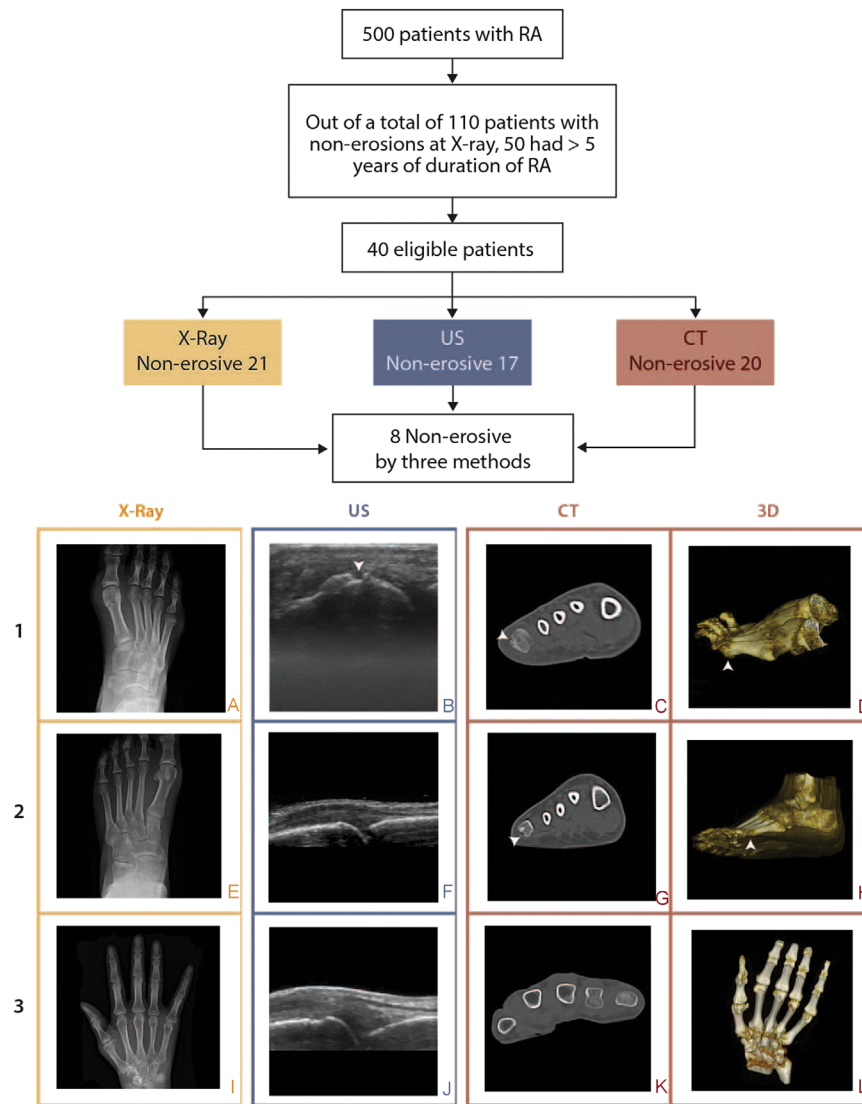 500 patients with RA
Out of a total of 110 patients with
non-erosions at X-ray, 50 had > 5
years of duration of RA
40 eligible patients
X-Ray
Non-erosive 21
US
Non-erosive 17
CT
Non-erosive 20
8 Non-erosive
by three methods
X-Ray
US
CT
3D
1
A
B
C
D
2
E
F
G
H
3
I
J
K
L